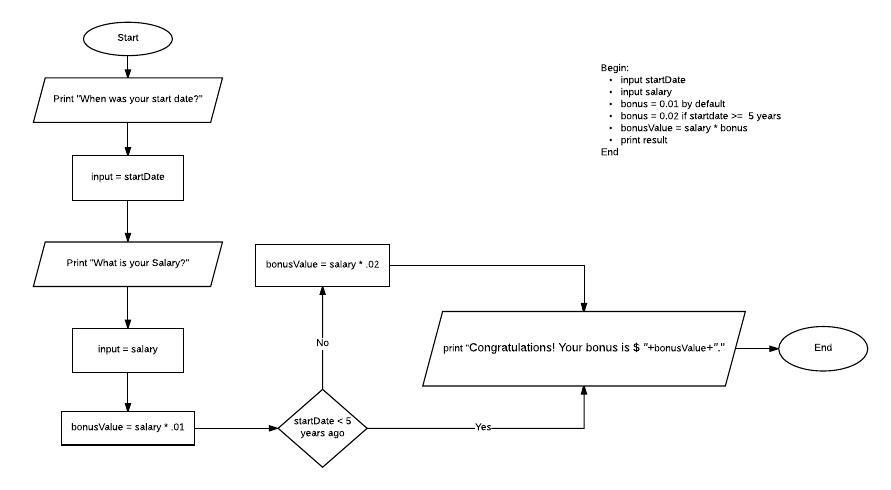 Start
Print "When was your start date?"
input = startDate
Print "What is your Salary?"
input = salary
bonusValue = salary * .01
startDate < 5
years ago
No
bonusValue = salary * .02
Yes
print "Congratulations! Your bonus is $ "+bonusValue+"."
End
Begin:
• input startDate
• input salary
• bonus = 0.01 by default
• bonus = 0.02 if startdate >= 5 years
• bonusValue = salary * bonus
• print result
End